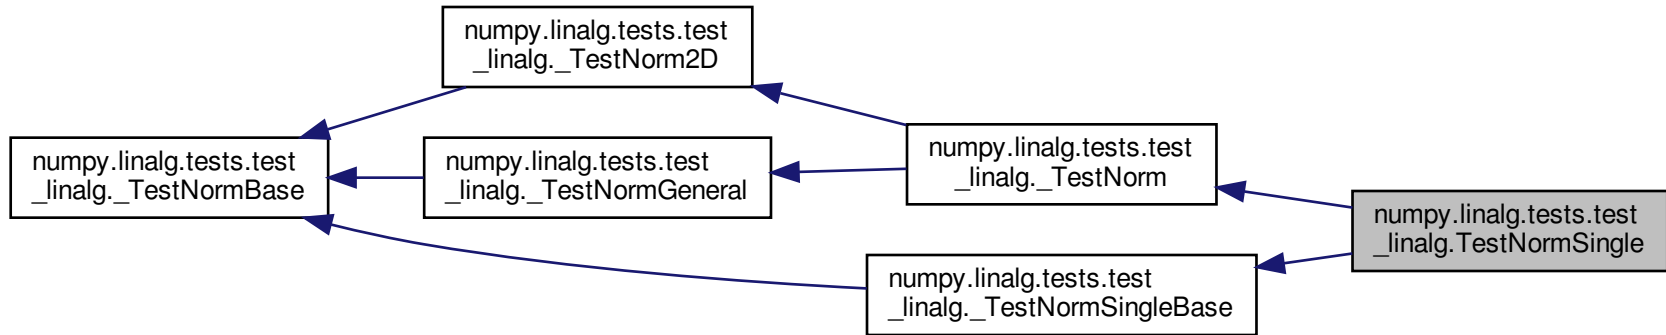 numpy.linalg.tests.test
_linalg._TestNorm2D
numpy.linalg.tests.test
_linalg._TestNormBase
numpy.linalg.tests.test
_linalg._TestNormGeneral
numpy.linalg.tests.test
_linalg._TestNorm
numpy.linalg.tests.test
_linalg.TestNormSingle
numpy.linalg.tests.test
_linalg._TestNormSingleBase